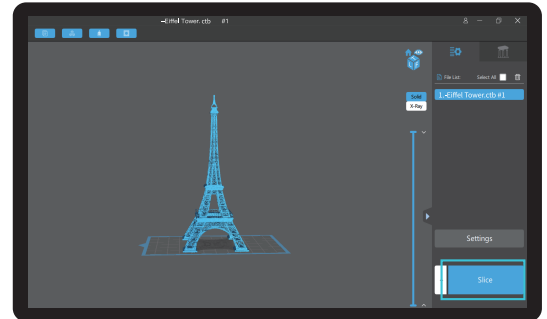 -Eiffel Tower. ctb #1
File List:
Select All
1.-Eiffel Tower.ctb #1
Solid
X-Ray
Settings
Slice